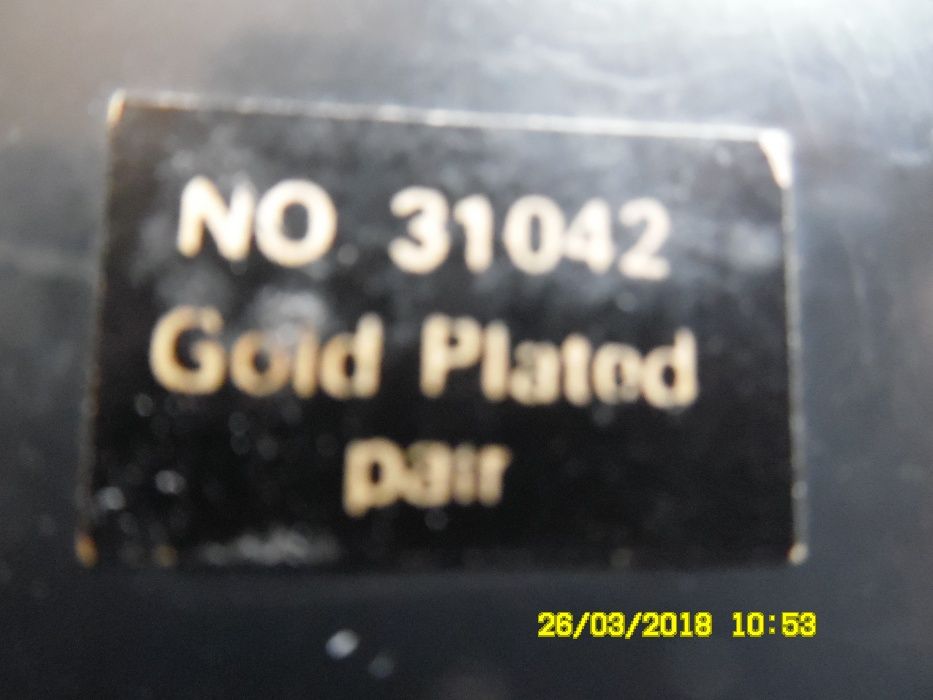 NO 31042
Gold Plated
pair
26/03/2018 10:53